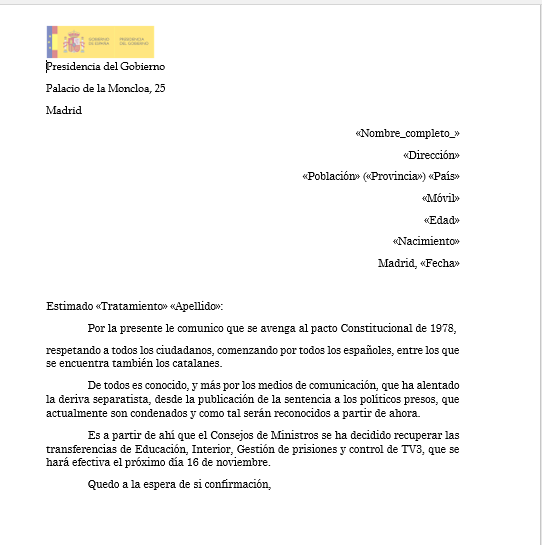 GOBIERNO PRESIDENCIA
DE ESPAÑA DEL GOBIERNO
Presidencia del Gobierno
Palacio de la Moncloa, 25
Madrid
«Nombre_completo_»
«Dirección»
«Población» («Provincia») «País»
«Móvil»
«Edad»
«Nacimiento»
Madrid, «Fecha»
Estimado «Tratamiento» «Apellido»:
Por la presente le comunico que se avenga al pacto Constitucional de 1978,
respetando a todos los ciudadanos, comenzando por todos los españoles, entre los que
se encuentra también los catalanes.
De todos es conocido, y más por los medios de comunicación, que ha alentado
la deriva separatista, desde la publicación de la sentencia a los políticos presos, que
actualmente son condenados y como tal serán reconocidos a partir de ahora.
Es a partir de ahí que el Consejos de Ministros se ha decidido recuperar las
transferencias de Educación, Interior, Gestión de prisiones y control de TV3, que se
hará efectiva el próximo día 16 de noviembre.
Quedo a la espera de si confirmación,